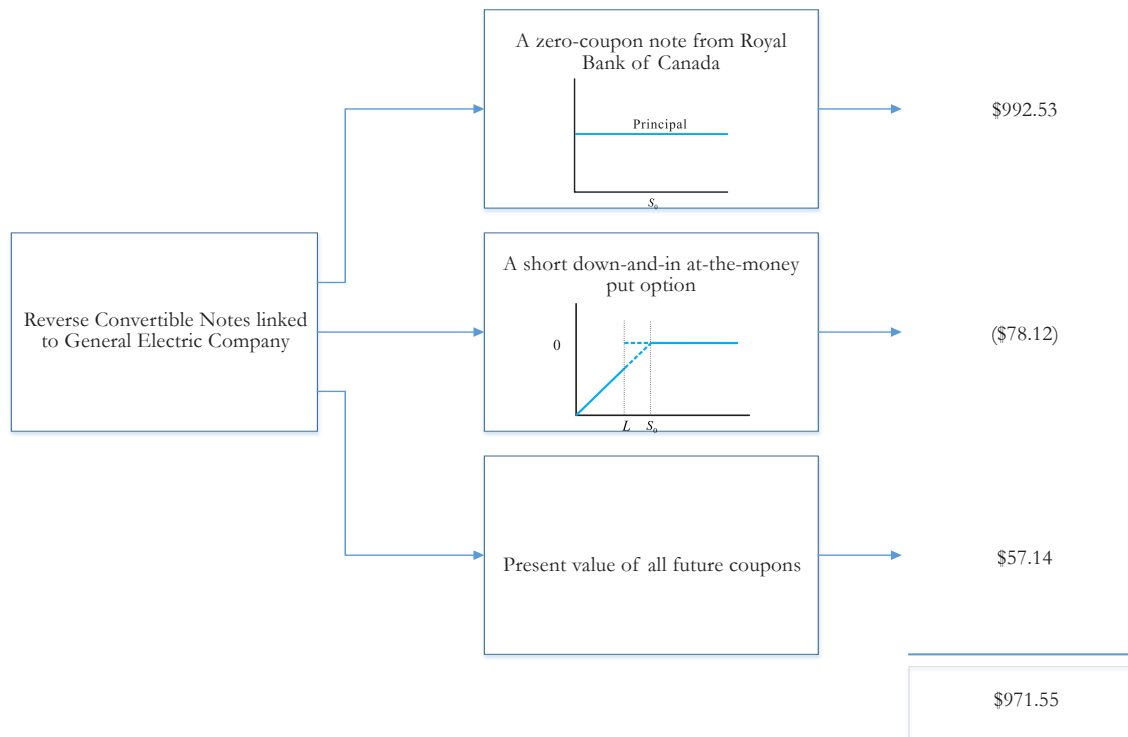 A zero-coupon note from Royal
Bank of Canada
Principal
S₀
$992.53
Reverse Convertible Notes linked
to General Electric Company
A short down-and-in at-the-money
put option
0
L S₀
($78.12)
Present value of all future coupons
$57.14
$971.55